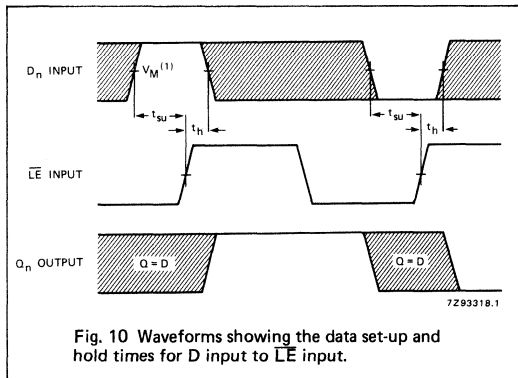 Dn INPUT
VM(1)
tsu
th
tsu
th
LE INPUT
Qn OUTPUT
Q = D
Q = D
7Z93318.1
Fig. 10 Waveforms showing the data set-up and
hold times for D input to LE input.